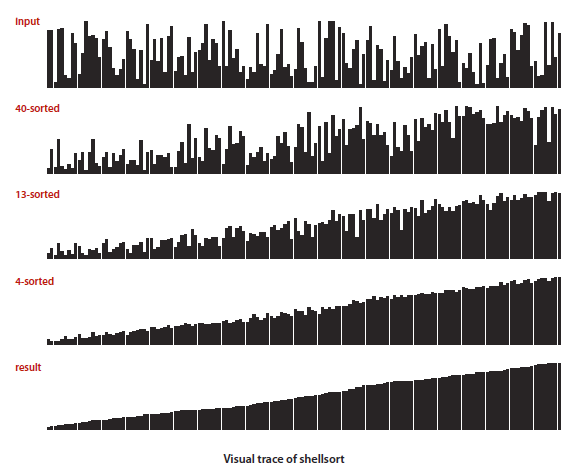 input
40-sorted
13-sorted
4-sorted
result
Visual trace of shellsort